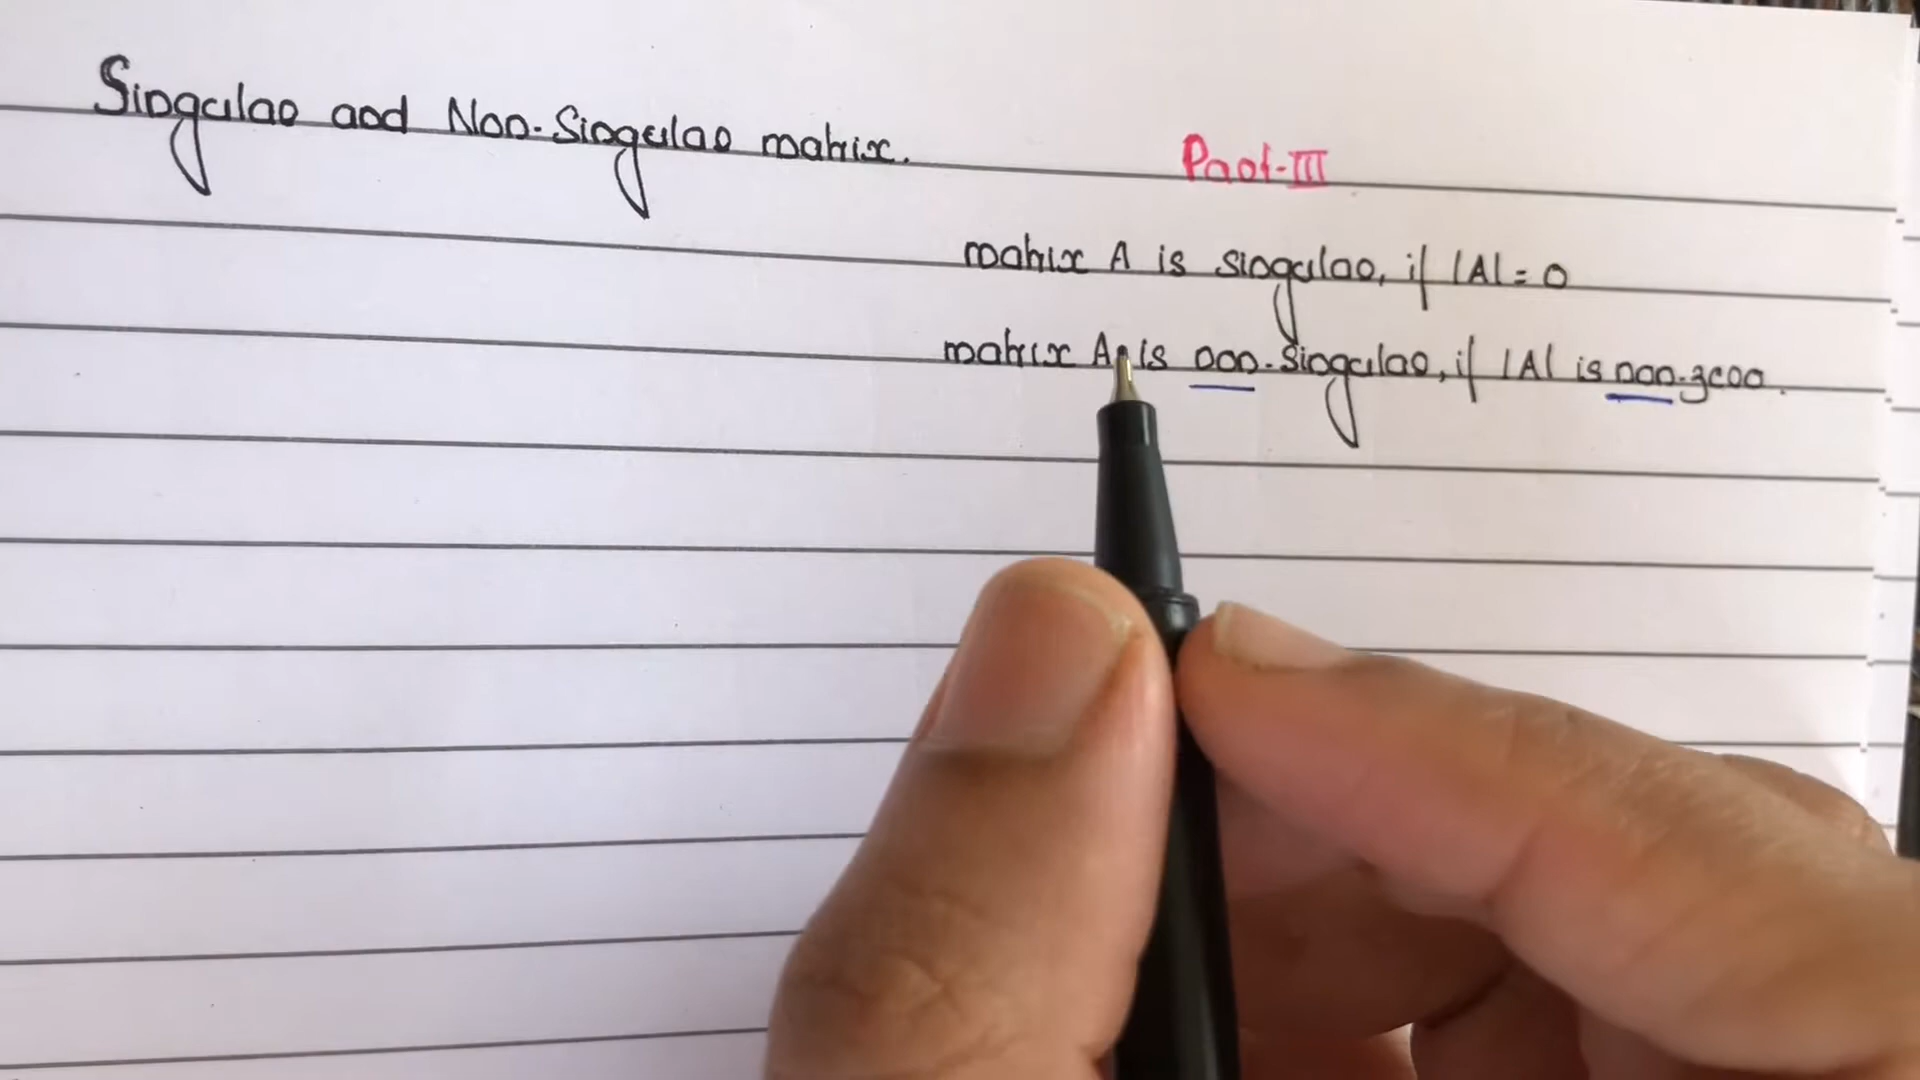 Singular and Non-Singular matrix.
Part-III
matrix A is singular, if |A| = 0
matrix A is non-singular, if |A| is non-zero.